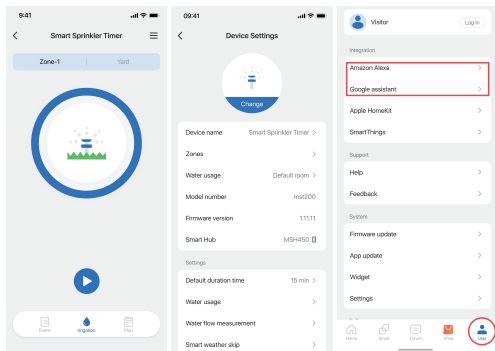 9:41
Smart Sprinkler Timer
Zone-1
Yard
Event
Irrigation
Plan
09:41
Device Settings
Change
Device name Smart Sprinkler Timer
Zones
Water usage Default room
Model number mst200
Firmware version 1.11.11
Smart Hub MSH450
Settings
Default duration time 15 min
Water usage
Water flow measurement
Smart weather skip
Visitor
Log in
Integration
Amazon Alexa
Google assistant
Apple HomeKit
SmartThings
Support
Help
Feedback
System
Firmware update
App update
Widget
Settings
Home
Smart
Forum
Shop
User